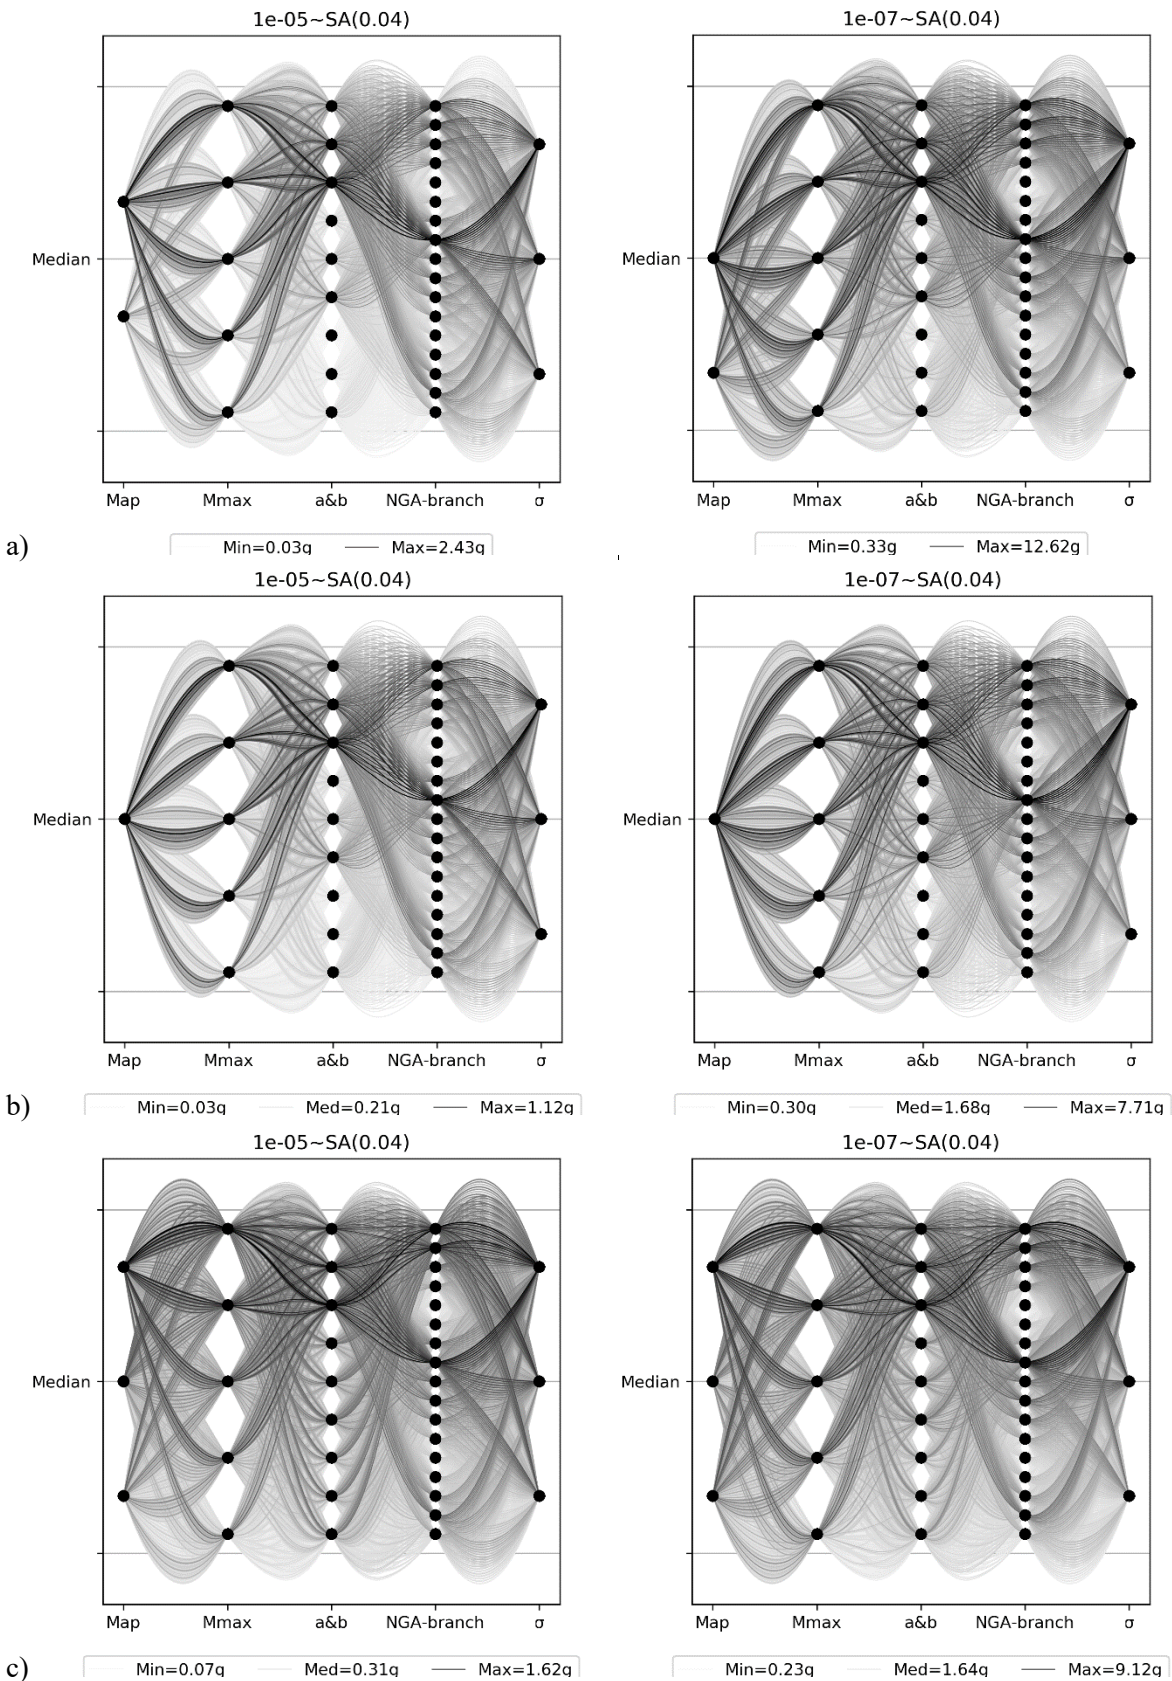 1e-05~SA(0.04) 1e-07~SA(0.04)
Median Median
Map Mmax a&b NGA-branch σ Map Mmax a&b NGA-branch σ
a) Min=0.03g Max=2.43g Min=0.33g Max=12.62g
1e-05~SA(0.04) 1e-07~SA(0.04)
Median Median
Map Mmax a&b NGA-branch σ Map Mmax a&b NGA-branch σ
b) Min=0.03g Med=0.21g Max=1.12g Min=0.30g Med=1.68g Max=7.71g
1e-05~SA(0.04) 1e-07~SA(0.04)
Median Median
Map Mmax a&b NGA-branch σ Map Mmax a&b NGA-branch σ
c) Min=0.07g Med=0.31g Max=1.62g Min=0.23g Med=1.64g Max=9.12g